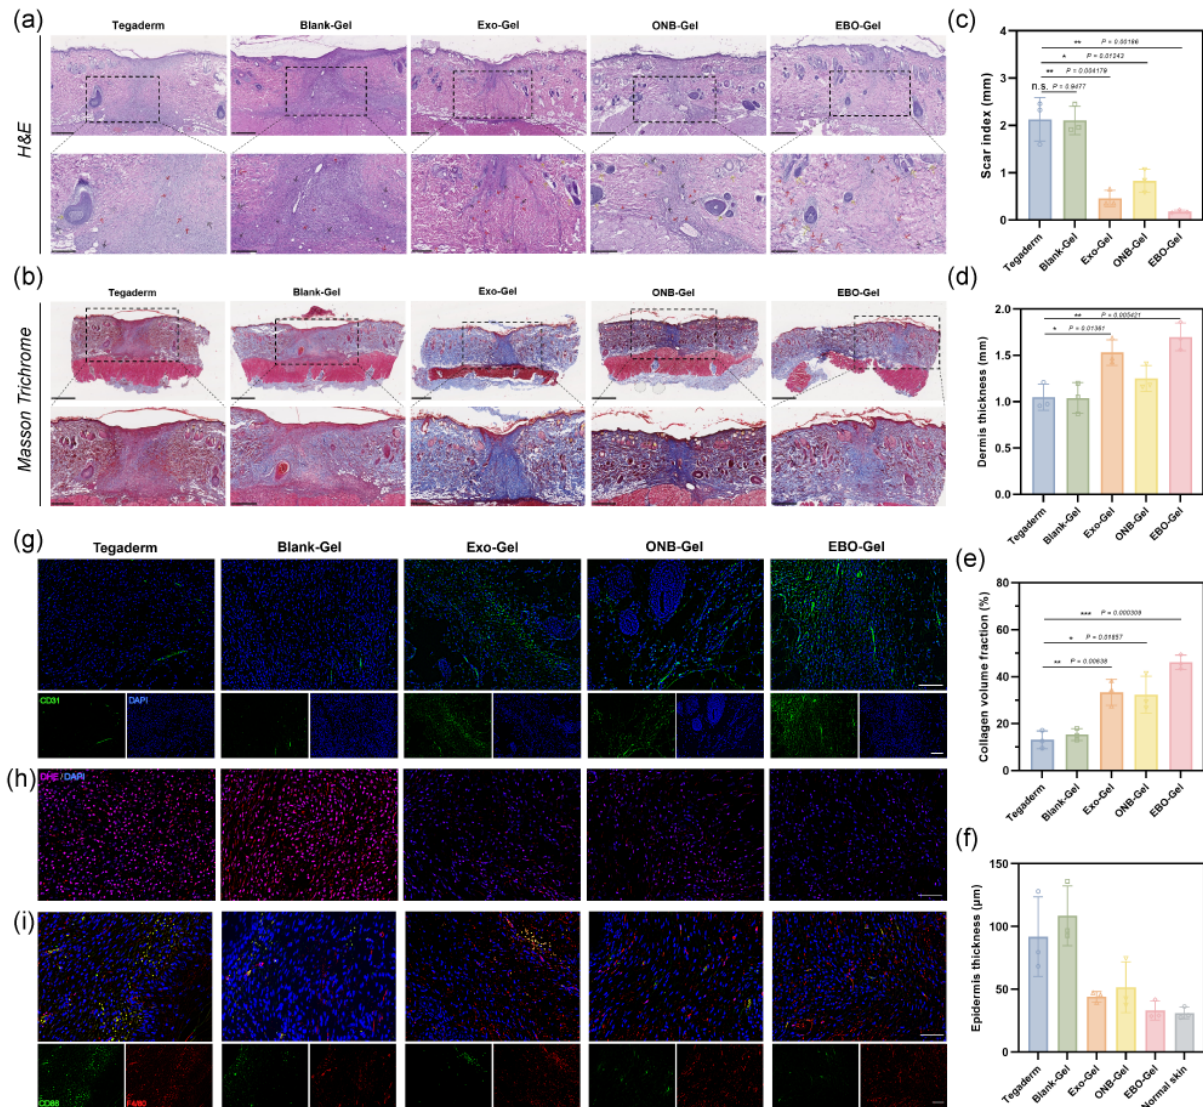 (a)
Tegaderm
Blank-Gel
Exo-Gel
ONB-Gel
EBO-Gel
H&E
(b)
Tegaderm
Blank-Gel
Exo-Gel
ONB-Gel
EBO-Gel
Masson Trichrome
(c)
Scar index (mm)
4
3
2
1
0
** P = 0.00186
* P = 0.01243
** P = 0.004179
n.s. P = 0.9477
Tegaderm
Blank-Gel
Exo-Gel
ONB-Gel
EBO-Gel
(d)
Dermis thickness (mm)
2.0
1.5
1.0
0.5
0.0
** P = 0.005421
* P = 0.01361
Tegaderm
Blank-Gel
Exo-Gel
ONB-Gel
EBO-Gel
(e)
Collagen volume fraction (%)
80
60
40
20
0
*** P = 0.000309
* P = 0.01857
** P = 0.00638
Tegaderm
Blank-Gel
Exo-Gel
ONB-Gel
EBO-Gel
(f)
Epidermis thickness (μm)
150
100
50
0
Tegaderm
Blank-Gel
Exo-Gel
ONB-Gel
EBO-Gel
Normal skin
(g)
Tegaderm
Blank-Gel
Exo-Gel
ONB-Gel
EBO-Gel
CD31
DAPI
(h)
DHE/DAPI
(i)
CD86
F4/80